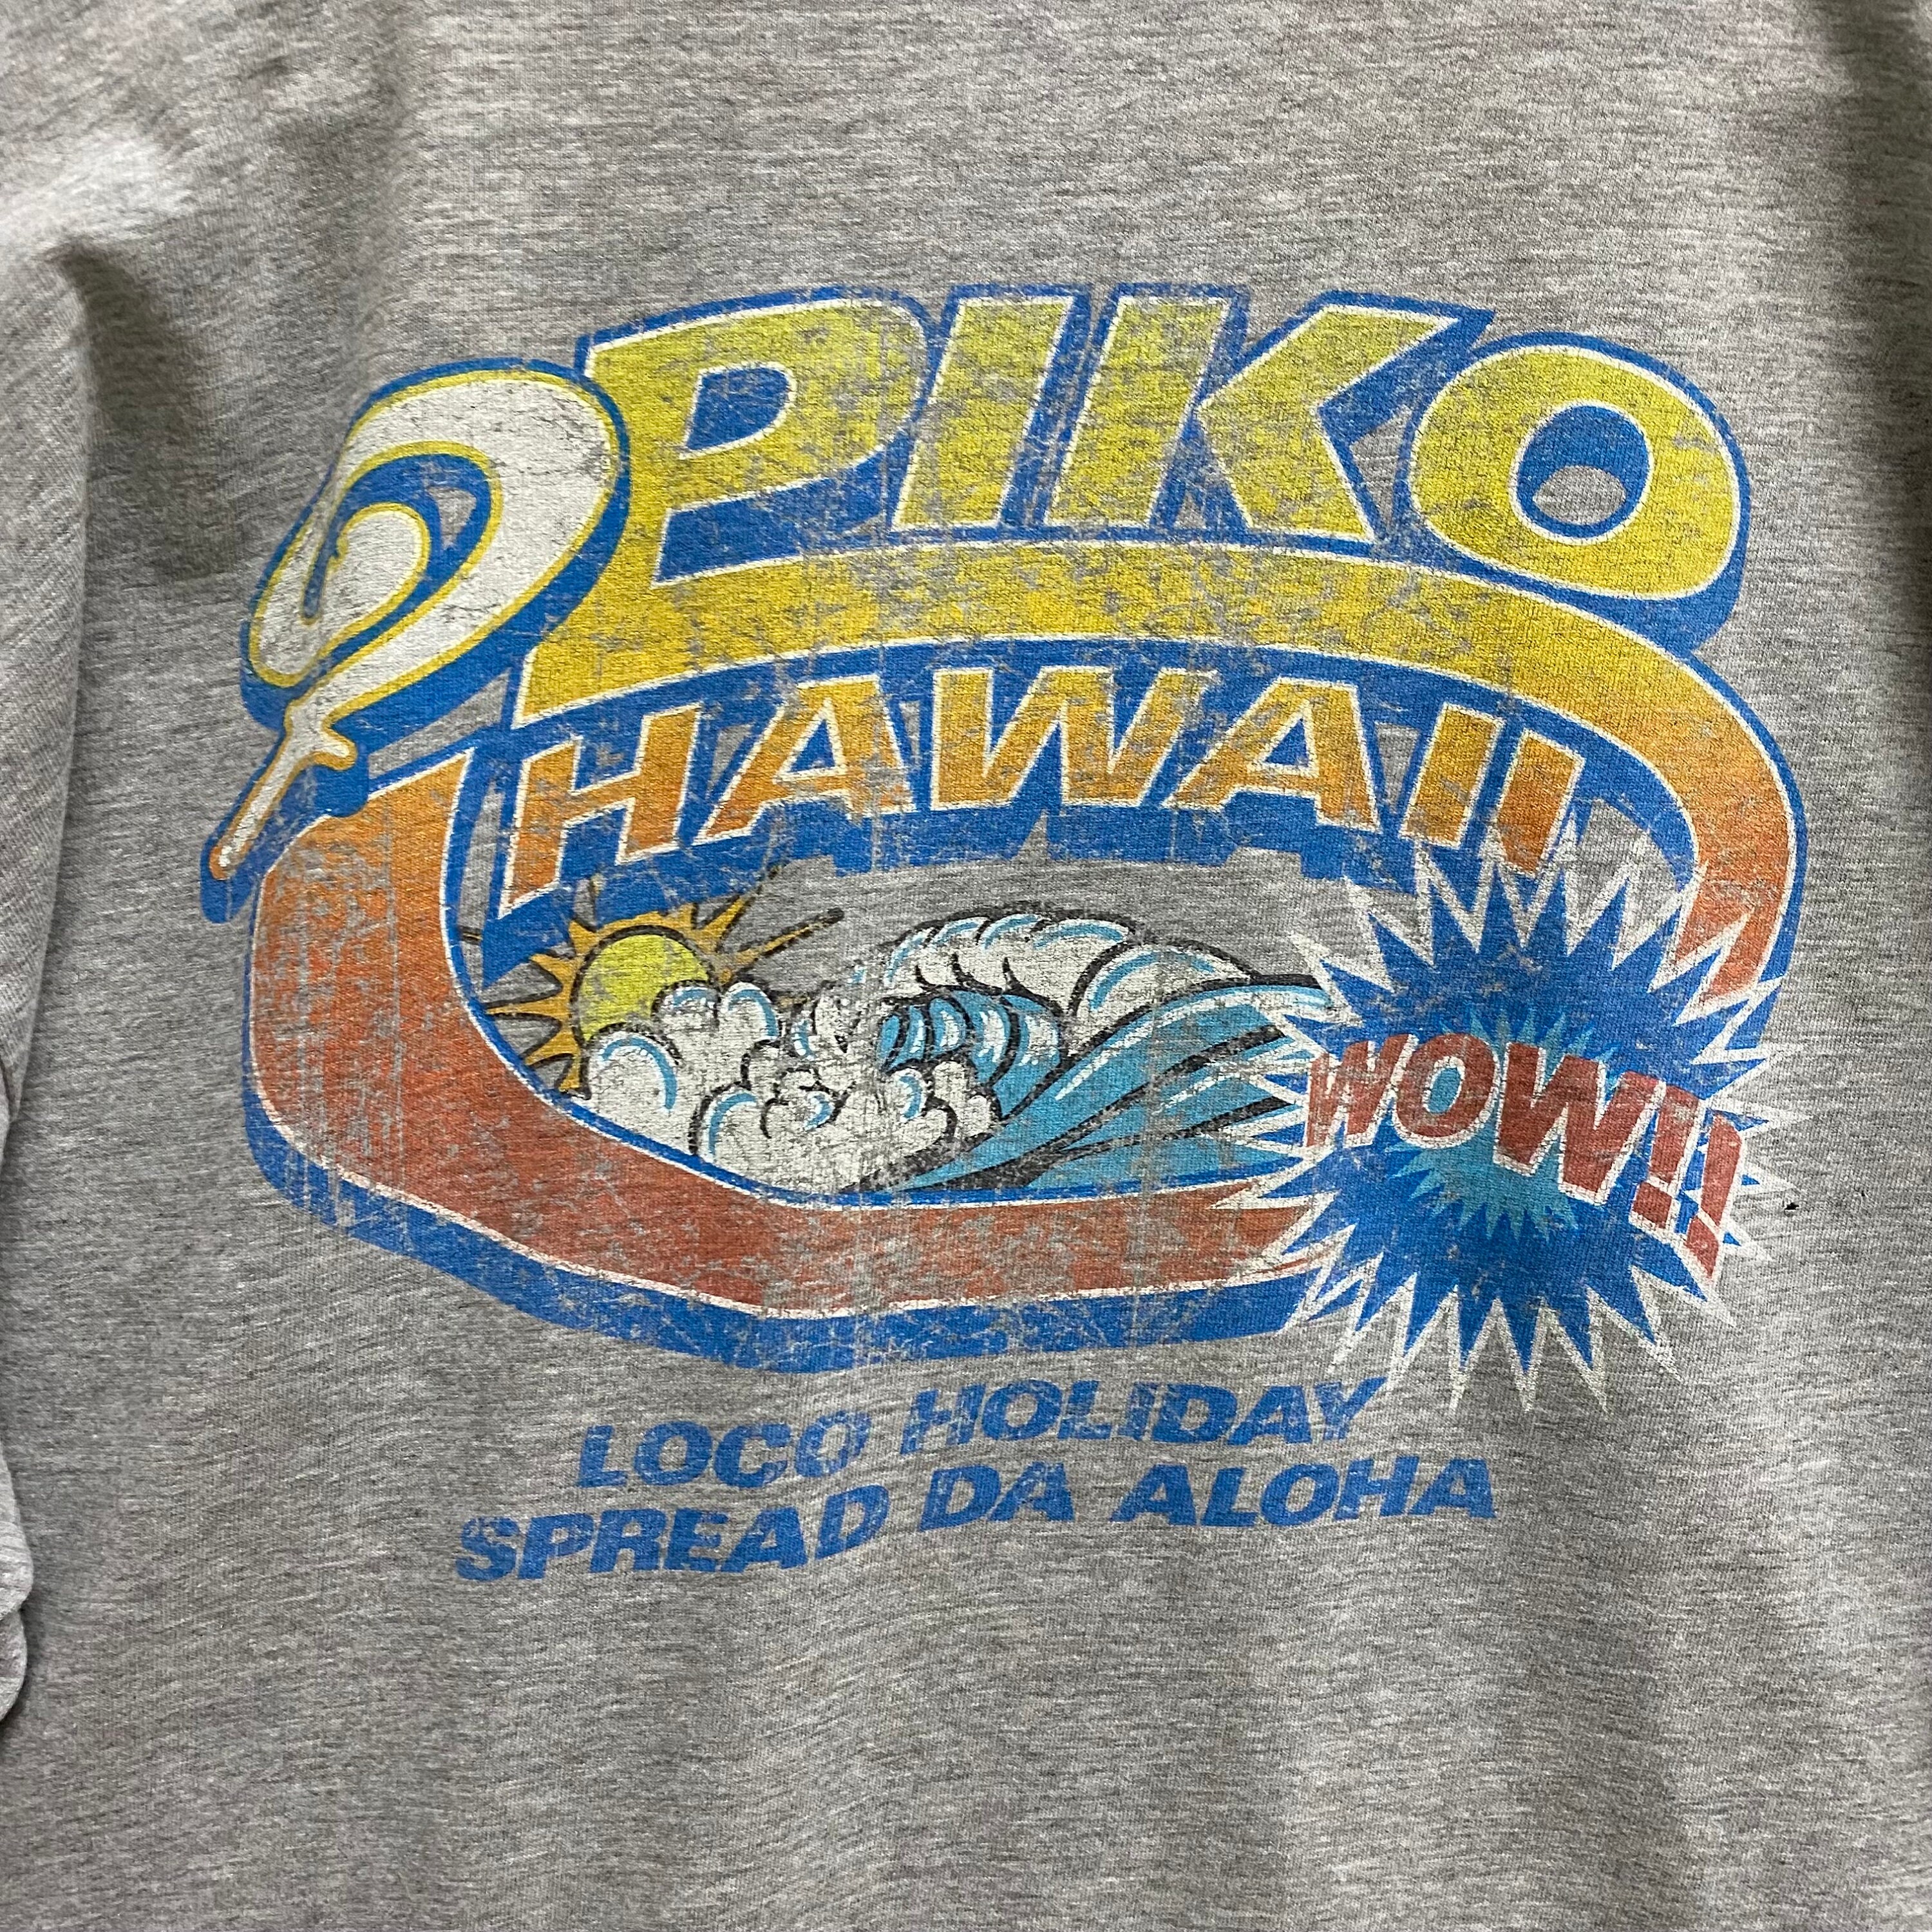 PIKO
HAWAII
WOW!!
LOCO HOLIDAY
SPREAD DA ALOHA